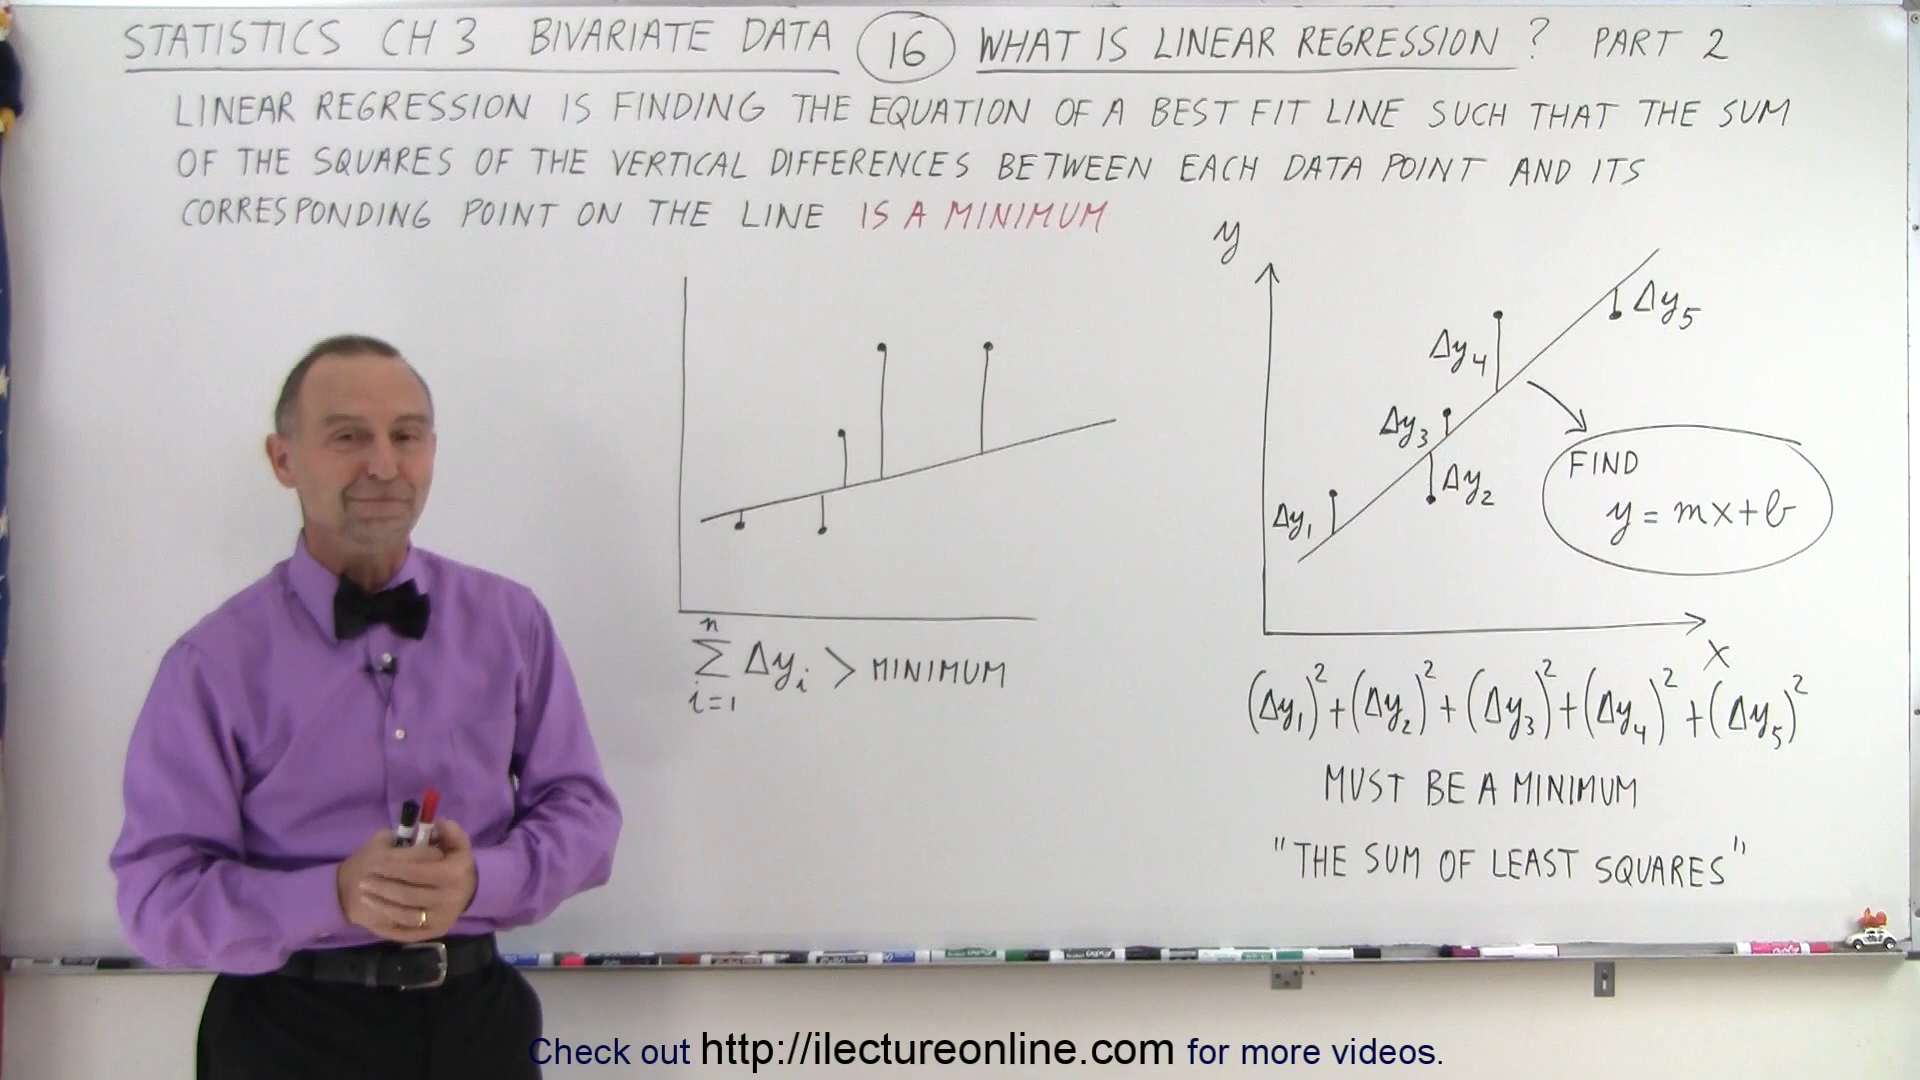 STATISTICS CH 3 BIVARIATE DATA 16 WHAT IS LINEAR REGRESSION? PART 2
LINEAR REGRESSION IS FINDING THE EQUATION OF A BEST FIT LINE SUCH THAT THE SUM
OF THE SQUARES OF THE VERTICAL DIFFERENCES BETWEEN EACH DATA POINT AND ITS
CORRESPONDING POINT ON THE LINE IS A MINIMUM
n
∑ Δyᵢ > MINIMUM
i=1
y
Δy₅
Δy₄
Δy₃
Δy₂
Δy₁
FIND
y = mx+b
x
(Δy₁)²+(Δy₂)²+(Δy₃)²+(Δy₄)²+(Δy₅)²
MUST BE A MINIMUM
"THE SUM OF LEAST SQUARES"
Check out http://ilectureonline.com for more videos.